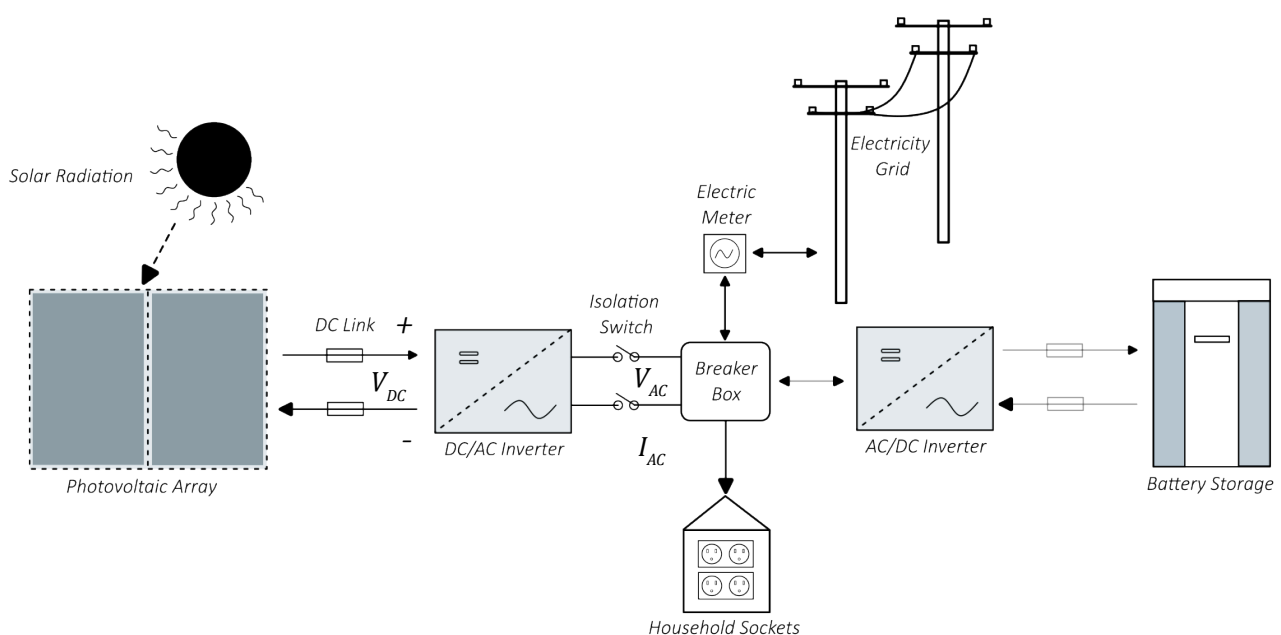 Electricity
Grid
Solar Radiation
Electric
Meter
Isolation
Switch
DC Link
+
V_DC
-
V_AC
I_AC
Breaker
Box
DC/AC Inverter
AC/DC Inverter
Photovoltaic Array
Battery Storage
Household Sockets